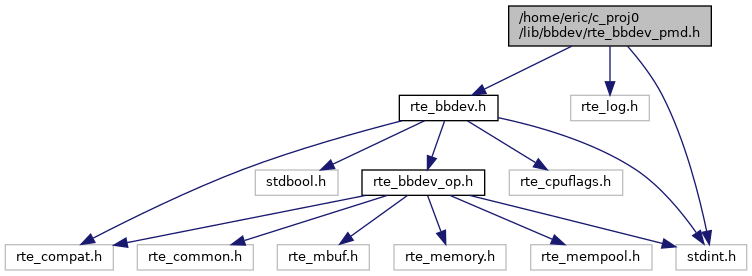 /home/eric/c_proj0
/lib/bbdev/rte_bbdev_pmd.h
rte_bbdev.h
rte_log.h
stdbool.h
rte_bbdev_op.h
rte_cpuflags.h
rte_compat.h
rte_common.h
rte_mbuf.h
rte_memory.h
rte_mempool.h
stdint.h